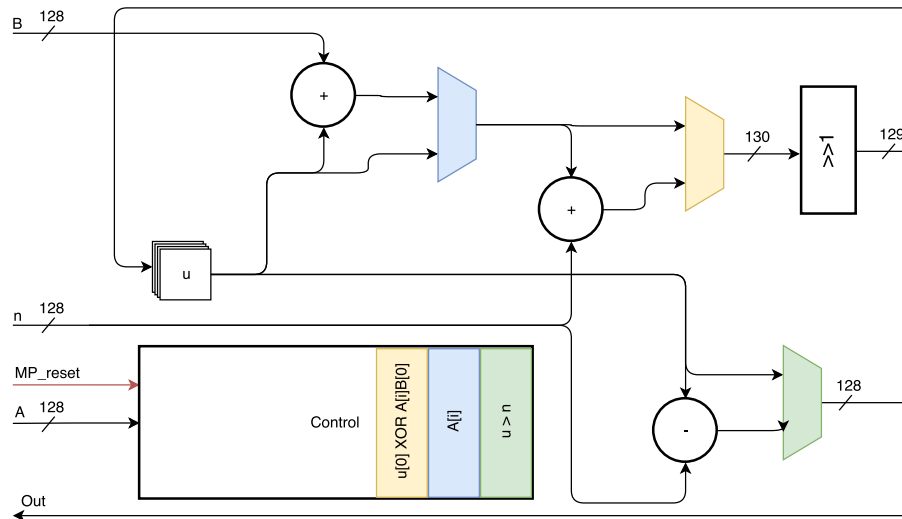 B
128
+
130
>>1
129
+
u
n
128
MP_reset
A
128
Control
u[0] XOR A[i]B[0]
A[i]
u > n
-
128
Out